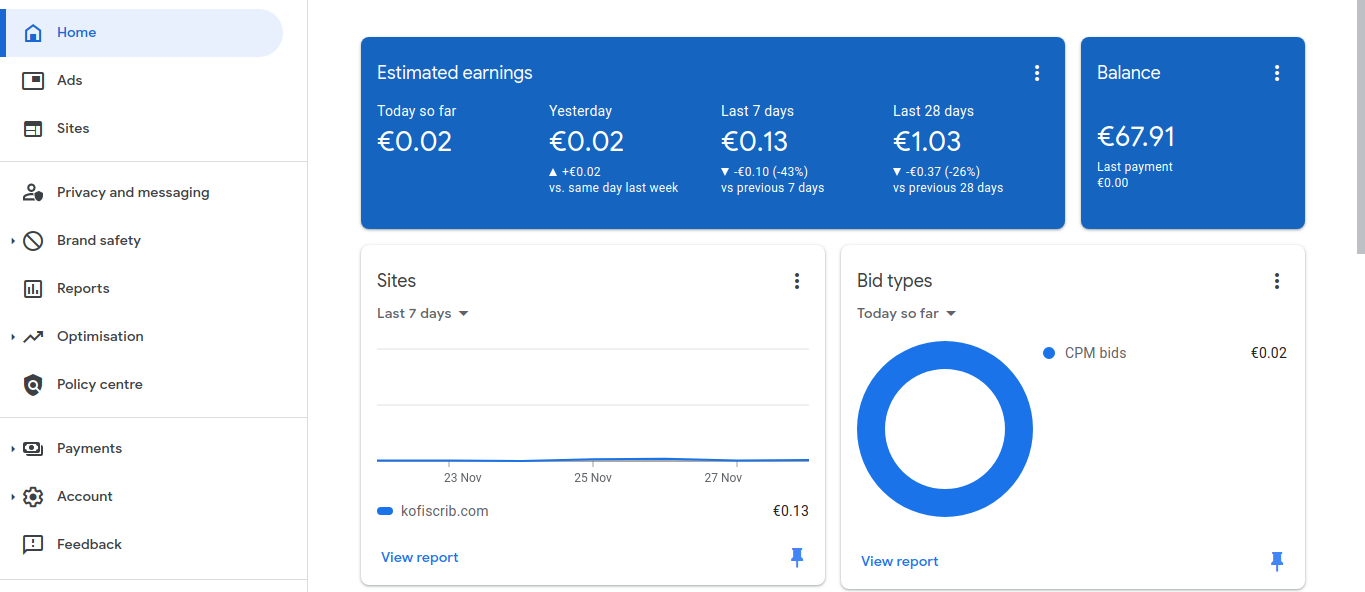 Home
Ads
Sites
Privacy and messaging
Brand safety
Reports
Optimisation
Policy centre
Payments
Account
Feedback
Estimated earnings
Today so far
€0.02
Yesterday
€0.02
+€0.02
vs. same day last week
Last 7 days
€0.13
-€0.10 (-43%)
vs previous 7 days
Last 28 days
€1.03
-€0.37 (-26%)
vs previous 28 days
Balance
€67.91
Last payment
€0.00
Sites
Last 7 days
23 Nov 25 Nov 27 Nov
kofiscrib.com €0.13
View report
Bid types
Today so far
CPM bids €0.02
View report